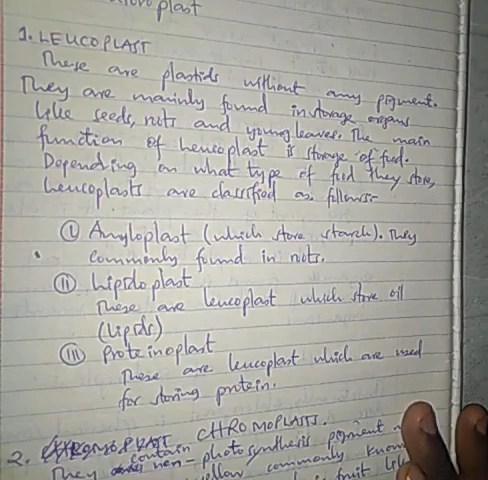 plast
1. LEUCOPLAST
These are plastids without any pigment.
They are mainly found in storage organs
like seeds, nuts and young leaves. The main
function of leucoplast is storage of food.
Depending on what type of food they store,
leucoplasts are classified as follows:-
(i) Amyloplast (which store starch). They
commonly found in nots.
(ii) Lipidoplast
These are leucoplast which store oil
(Lipids)
(iii) Proteinoplast
These are leucoplast which are used
for storing protein.
2. CHROMOPLASTS.
They contain non-photosynthesis pigment
yellow commonly known
fruit like